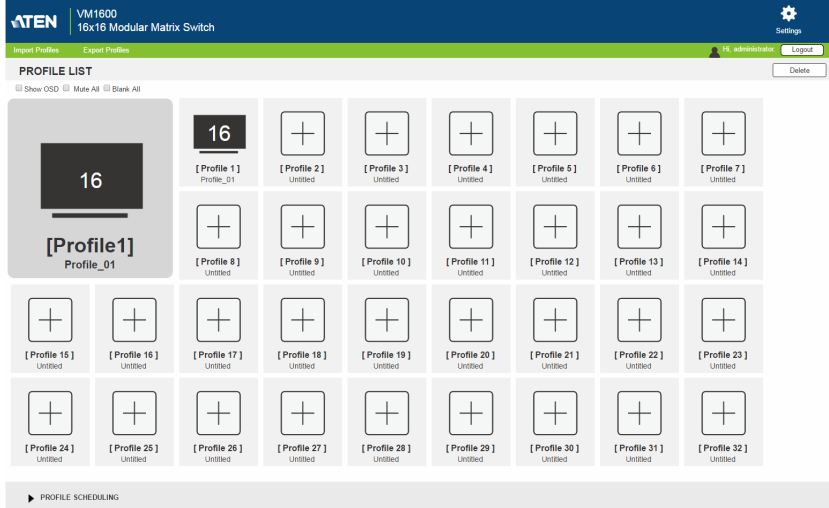 ATEN
VM1600
16x16 Modular Matrix Switch
Settings
Import Profiles Export Profiles
Hi, administrator. Logout
PROFILE LIST
Delete
Show OSD Mute All Blank All
16
[Profile1]
Profile_01
16
[ Profile 1 ] [ Profile 2 ] [ Profile 3 ] [ Profile 4 ] [ Profile 5 ] [ Profile 6 ] [ Profile 7 ]
Profile_01 Untitled Untitled Untitled Untitled Untitled Untitled
[ Profile 8 ] [ Profile 9 ] [ Profile 10 ] [ Profile 11 ] [ Profile 12 ] [ Profile 13 ] [ Profile 14 ]
Untitled Untitled Untitled Untitled Untitled Untitled Untitled
[ Profile 15 ] [ Profile 16 ] [ Profile 17 ] [ Profile 18 ] [ Profile 19 ] [ Profile 20 ] [ Profile 21 ] [ Profile 22 ] [ Profile 23 ]
Untitled Untitled Untitled Untitled Untitled Untitled Untitled Untitled Untitled
[ Profile 24 ] [ Profile 25 ] [ Profile 26 ] [ Profile 27 ] [ Profile 28 ] [ Profile 29 ] [ Profile 30 ] [ Profile 31 ] [ Profile 32 ]
Untitled Untitled Untitled Untitled Untitled Untitled Untitled Untitled Untitled
PROFILE SCHEDULING